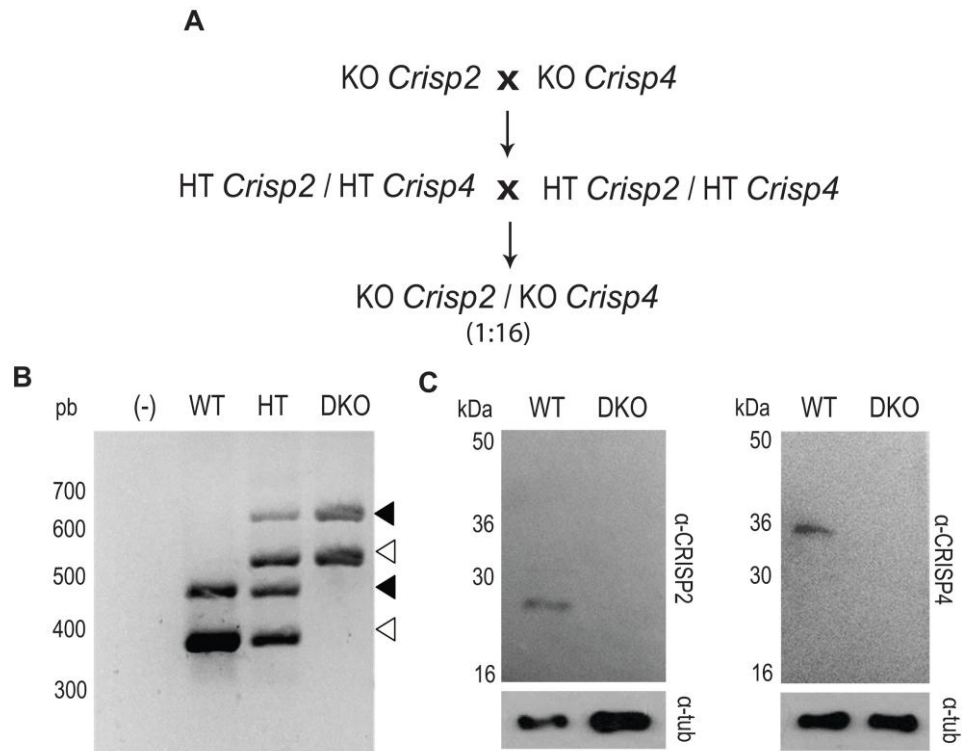 A
KO Crisp2 x KO Crisp4
HT Crisp2 / HT Crisp4 x HT Crisp2 / HT Crisp4
KO Crisp2 / KO Crisp4
(1:16)
B
pb (-) WT HT DKO
700
600
500
400
300
C
kDa WT DKO
50
36
30
16
α-CRISP2
α-tub
kDa WT DKO
50
36
30
16
α-CRISP4
α-tub